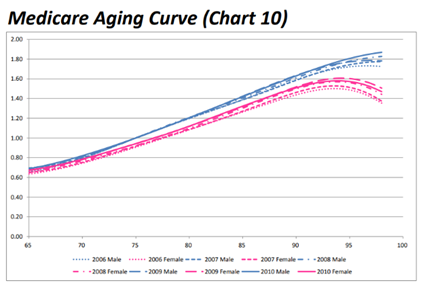 Medicare Aging Curve (Chart 10)
2.00
1.80
1.60
1.40
1.20
1.00
0.80
0.60
0.40
0.20
0.00
65 70 75 80 85 90 95 100
2006 Male 2006 Female 2007 Male 2007 Female 2008 Male
2008 Female 2009 Male 2009 Female 2010 Male 2010 Female